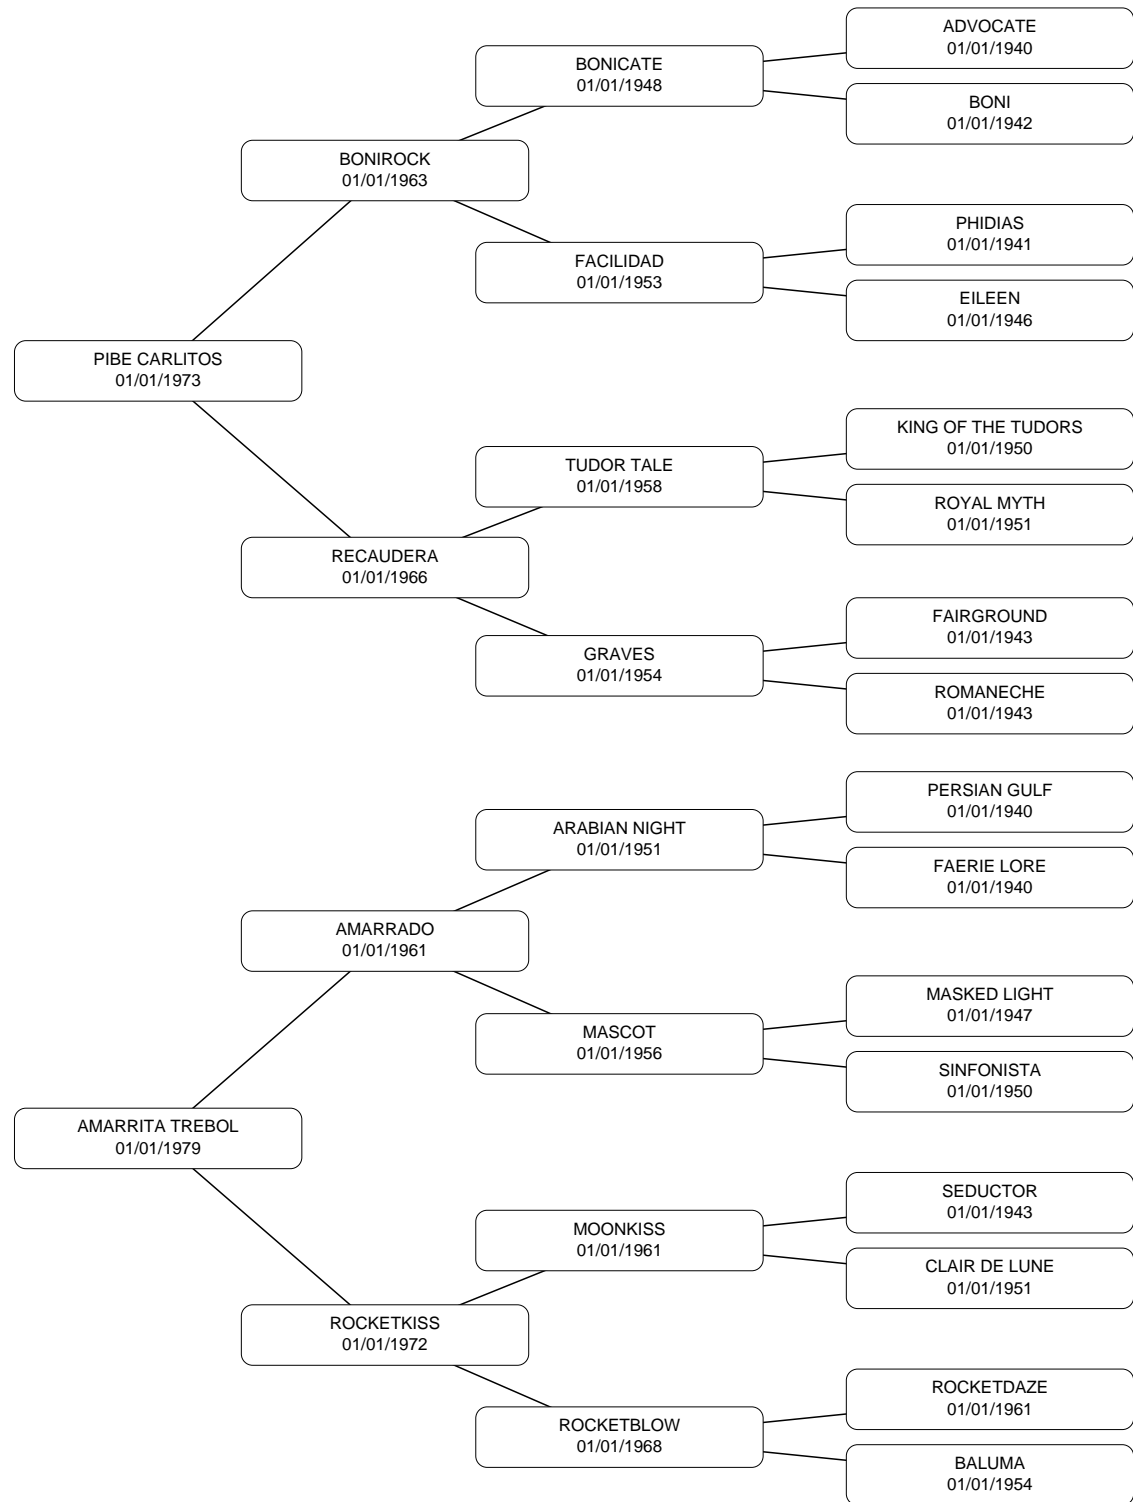 ADVOCATE
01/01/1940
BONICATE
01/01/1948
BONI
01/01/1942
BONIROCK
01/01/1963
PHIDIAS
01/01/1941
FACILIDAD
01/01/1953
EILEEN
01/01/1946
PIBE CARLITOS
01/01/1973
KING OF THE TUDORS
01/01/1950
TUDOR TALE
01/01/1958
ROYAL MYTH
01/01/1951
RECAUDERA
01/01/1966
FAIRGROUND
01/01/1943
GRAVES
01/01/1954
ROMANECHE
01/01/1943
PERSIAN GULF
01/01/1940
ARABIAN NIGHT
01/01/1951
FAERIE LORE
01/01/1940
AMARRADO
01/01/1961
MASKED LIGHT
01/01/1947
MASCOT
01/01/1956
SINFONISTA
01/01/1950
AMARRITA TREBOL
01/01/1979
SEDUCTOR
01/01/1943
MOONKISS
01/01/1961
CLAIR DE LUNE
01/01/1951
ROCKETKISS
01/01/1972
ROCKETDAZE
01/01/1961
ROCKETBLOW
01/01/1968
BALUMA
01/01/1954